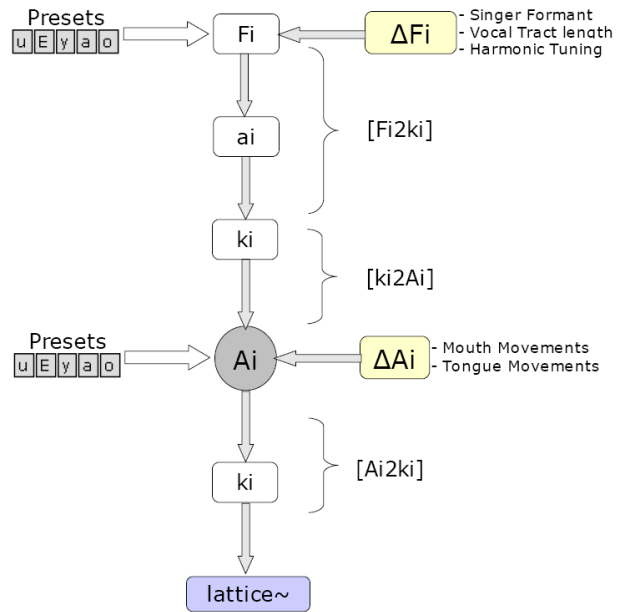 Presets
u E y a o
Fi
ΔFi
- Singer Formant
- Vocal Tract length
- Harmonic Tuning
ai
[Fi2ki]
ki
[ki2Ai]
Presets
u E y a o
Ai
ΔAi
- Mouth Movements
- Tongue Movements
ki
[Ai2ki]
lattice~